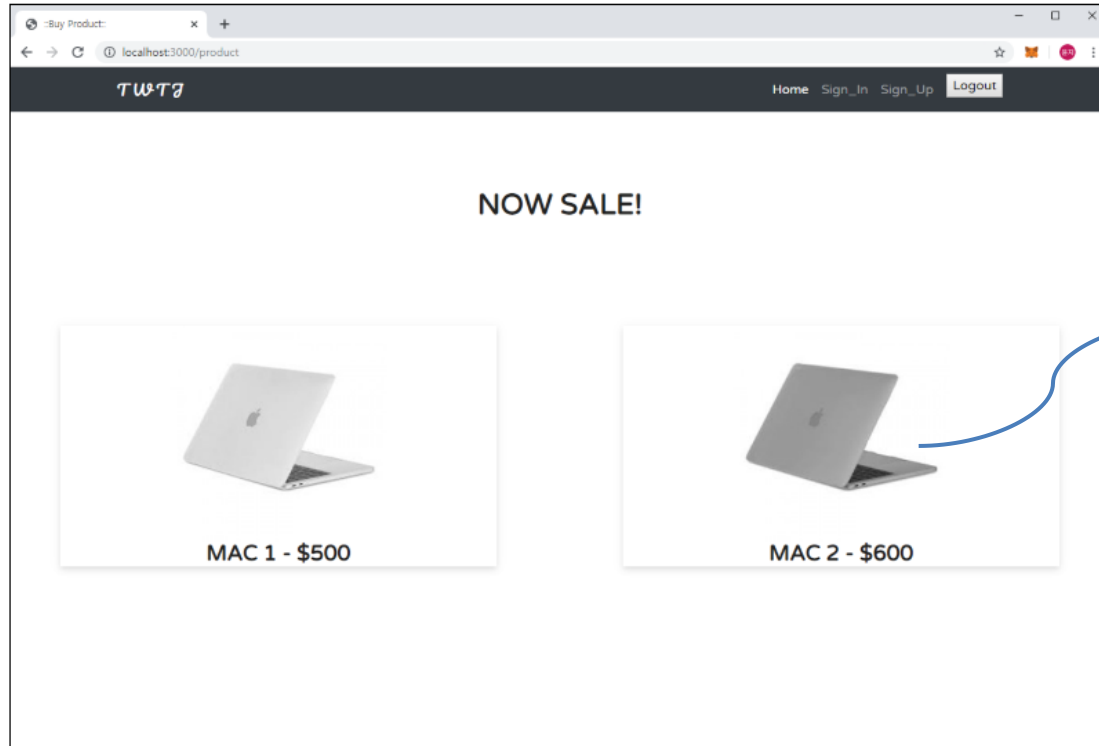 ::Buy Product::
localhost:3000/product
TWTJ
Home Sign_In Sign_Up Logout
NOW SALE!
MAC 1 - $500
MAC 2 - $600